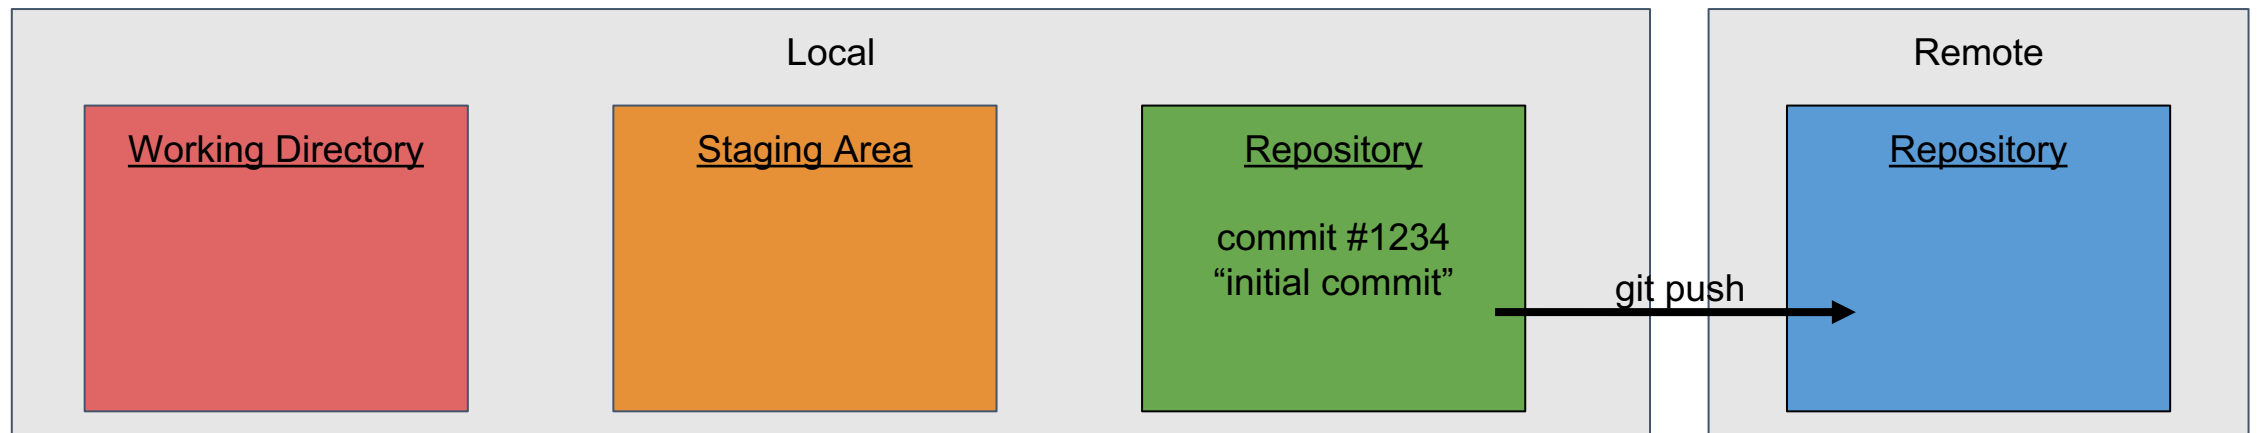 Local
Remote
Working Directory
Staging Area
Repository
Repository
commit #1234
“initial commit”
git push